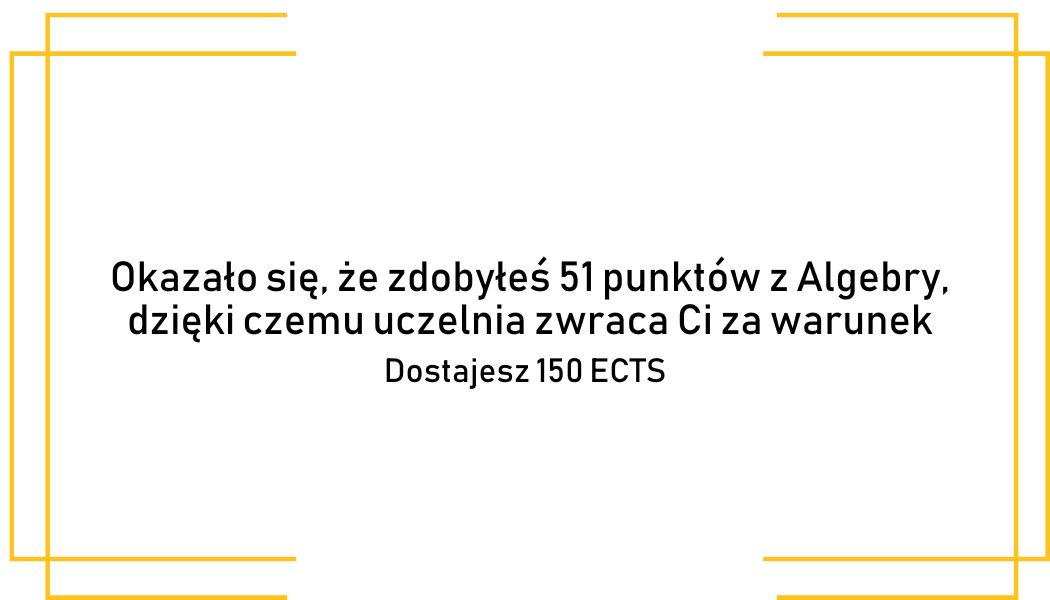 Okazało się, że zdobyłeś 51 punktów z Algebry,
dzięki czemu uczelnia zwraca Ci za warunek
Dostajesz 150 ECTS